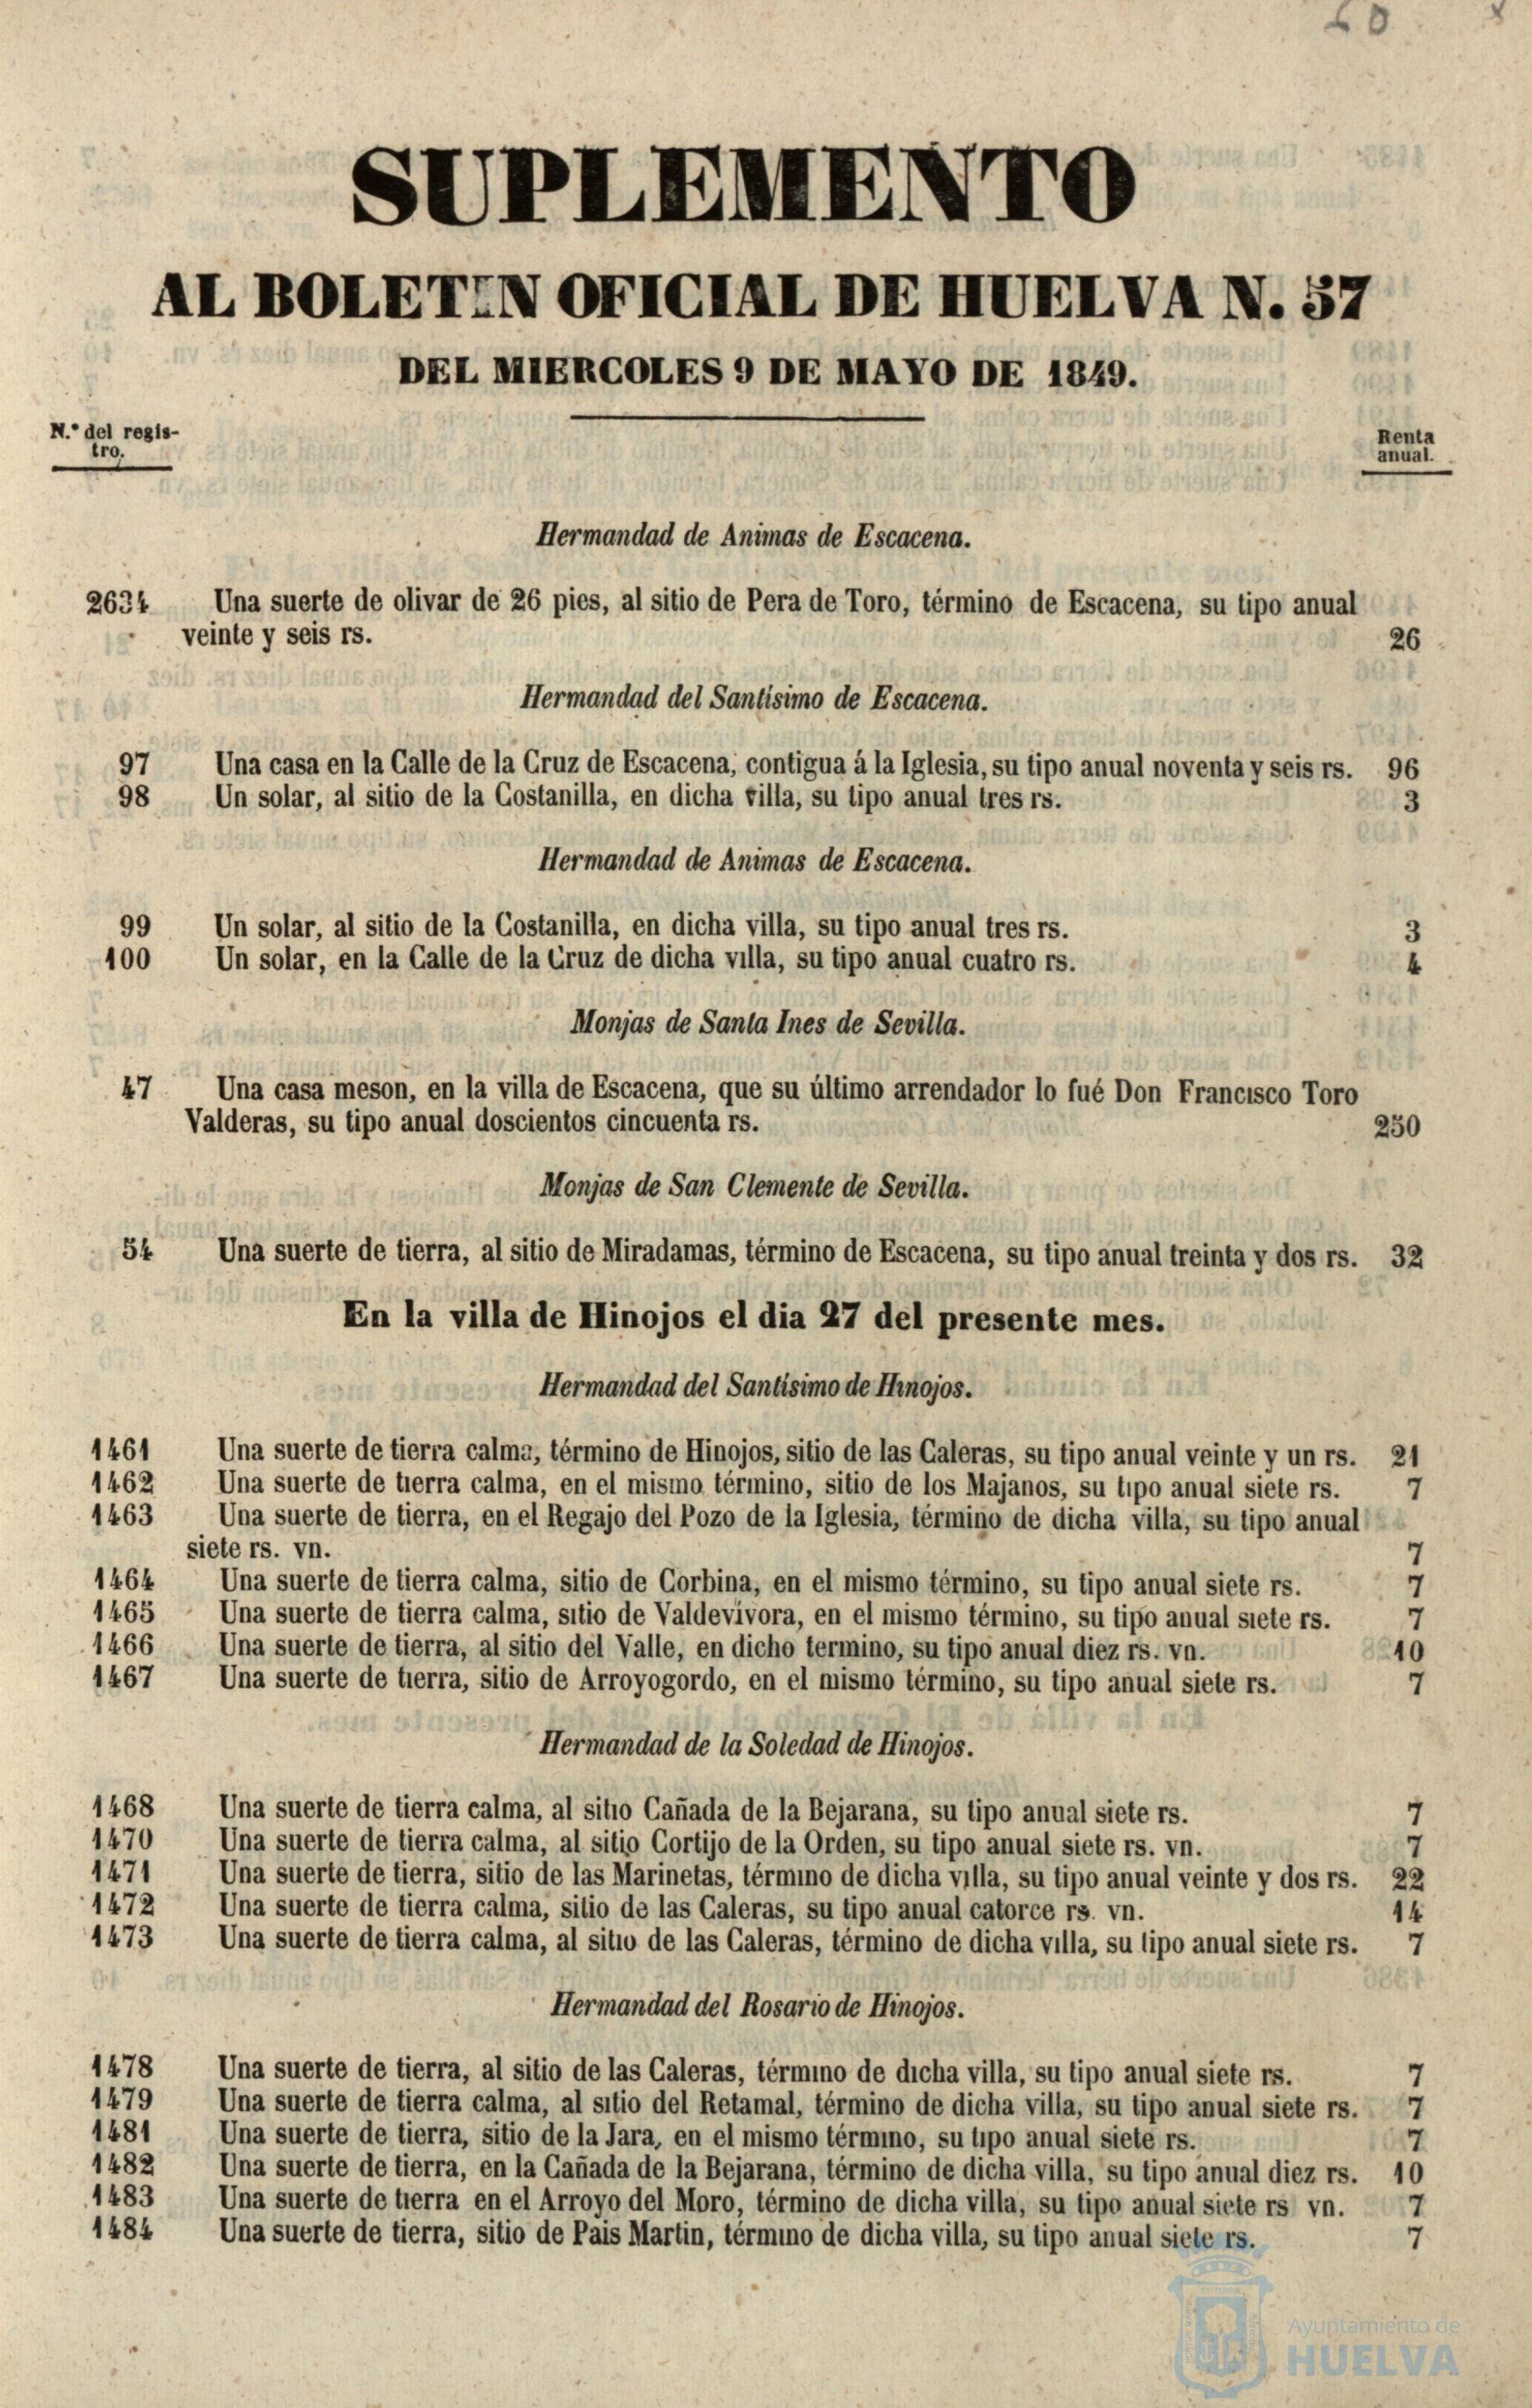 60
SUPLEMENTO
AL BOLETIN OFICIAL DE HUELVA N. 57
DEL MIERCOLES 9 DE MAYO DE 1849.
N.º del regis-
tro.
Renta
anual.
Hermandad de Animas de Escacena.
2634 Una suerte de olivar de 26 pies, al sitio de Pera de Toro, término de Escacena, su tipo anual
veinte y seis rs. 26
Hermandad del Santísimo de Escacena.
97 Una casa en la Calle de la Cruz de Escacena, contigua á la Iglesia, su tipo anual noventa y seis rs. 96
98 Un solar, al sitio de la Costanilla, en dicha villa, su tipo anual tres rs. 3
Hermandad de Animas de Escacena.
99 Un solar, al sitio de la Costanilla, en dicha villa, su tipo anual tres rs. 3
100 Un solar, en la Calle de la Cruz de dicha villa, su tipo anual cuatro rs. 4
Monjas de Santa Ines de Sevilla.
47 Una casa meson, en la villa de Escacena, que su último arrendador lo fué Don Francisco Toro
Valderas, su tipo anual doscientos cincuenta rs. 250
Monjas de San Clemente de Sevilla.
54 Una suerte de tierra, al sitio de Miradamas, término de Escacena, su tipo anual treinta y dos rs. 32
En la villa de Hinojos el dia 27 del presente mes.
Hermandad del Santísimo de Hinojos.
1461 Una suerte de tierra calma, término de Hinojos, sitio de las Caleras, su tipo anual veinte y un rs. 21
1462 Una suerte de tierra calma, en el mismo término, sitio de los Majanos, su tipo anual siete rs. 7
1463 Una suerte de tierra, en el Regajo del Pozo de la Iglesia, término de dicha villa, su tipo anual
siete rs. vn. 7
1464 Una suerte de tierra calma, sitio de Corbina, en el mismo término, su tipo anual siete rs. 7
1465 Una suerte de tierra calma, sitio de Valdevívora, en el mismo término, su tipo anual siete rs. 7
1466 Una suerte de tierra, al sitio del Valle, en dicho termino, su tipo anual diez rs. vn. 10
1467 Una suerte de tierra, sitio de Arroyogordo, en el mismo término, su tipo anual siete rs. 7
Hermandad de la Soledad de Hinojos.
1468 Una suerte de tierra calma, al sitio Cañada de la Bejarana, su tipo anual siete rs. 7
1470 Una suerte de tierra calma, al sitio Cortijo de la Orden, su tipo anual siete rs. vn. 7
1471 Una suerte de tierra, sitio de las Marinetas, término de dicha villa, su tipo anual veinte y dos rs. 22
1472 Una suerte de tierra calma, sitio de las Caleras, su tipo anual catorce rs. vn. 14
1473 Una suerte de tierra calma, al sitio de las Caleras, término de dicha villa, su tipo anual siete rs. 7
Hermandad del Rosario de Hinojos.
1478 Una suerte de tierra, al sitio de las Caleras, término de dicha villa, su tipo anual siete rs. 7
1479 Una suerte de tierra calma, al sitio del Retamal, término de dicha villa, su tipo anual siete rs. 7
1481 Una suerte de tierra, sitio de la Jara, en el mismo término, su tipo anual siete rs. 7
1482 Una suerte de tierra, en la Cañada de la Bejarana, término de dicha villa, su tipo anual diez rs. 10
1483 Una suerte de tierra en el Arroyo del Moro, término de dicha villa, su tipo anual siete rs vn. 7
1484 Una suerte de tierra, sitio de Pais Martin, término de dicha villa, su tipo anual siete rs. 7
Ayuntamiento de
HUELVA